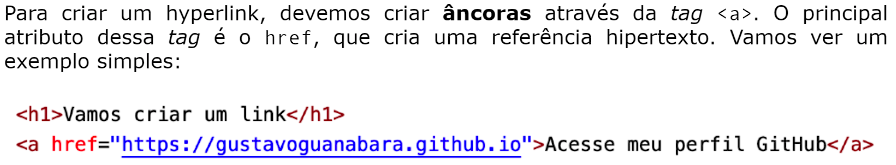 Para criar um hyperlink, devemos criar âncoras através da tag <a>. O principal
atributo dessa tag é o href, que cria uma referência hipertexto. Vamos ver um
exemplo simples:
<h1>Vamos criar um link</h1>
<a href="https://gustavoguanabara.github.io">Acesse meu perfil GitHub</a>